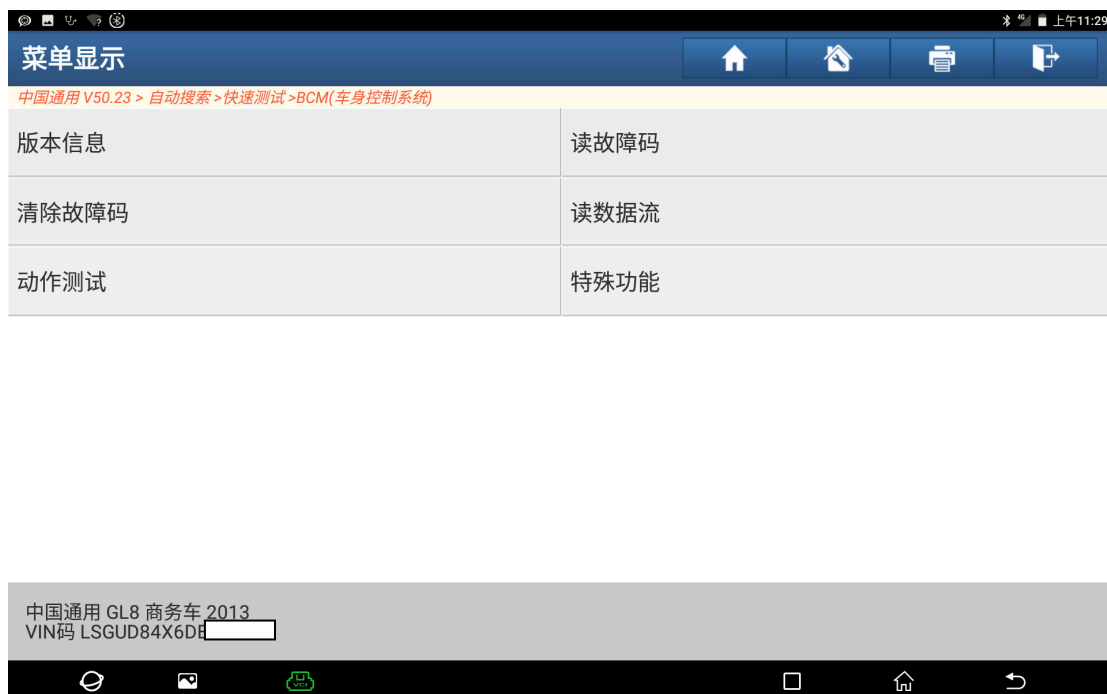 上午11:29
菜单显示
中国通用 V50.23 > 自动搜索 >快速测试 >BCM(车身控制系统)
版本信息
读故障码
清除故障码
读数据流
动作测试
特殊功能
中国通用 GL8 商务车 2013
VIN码 LSGUD84X6DE
VCI